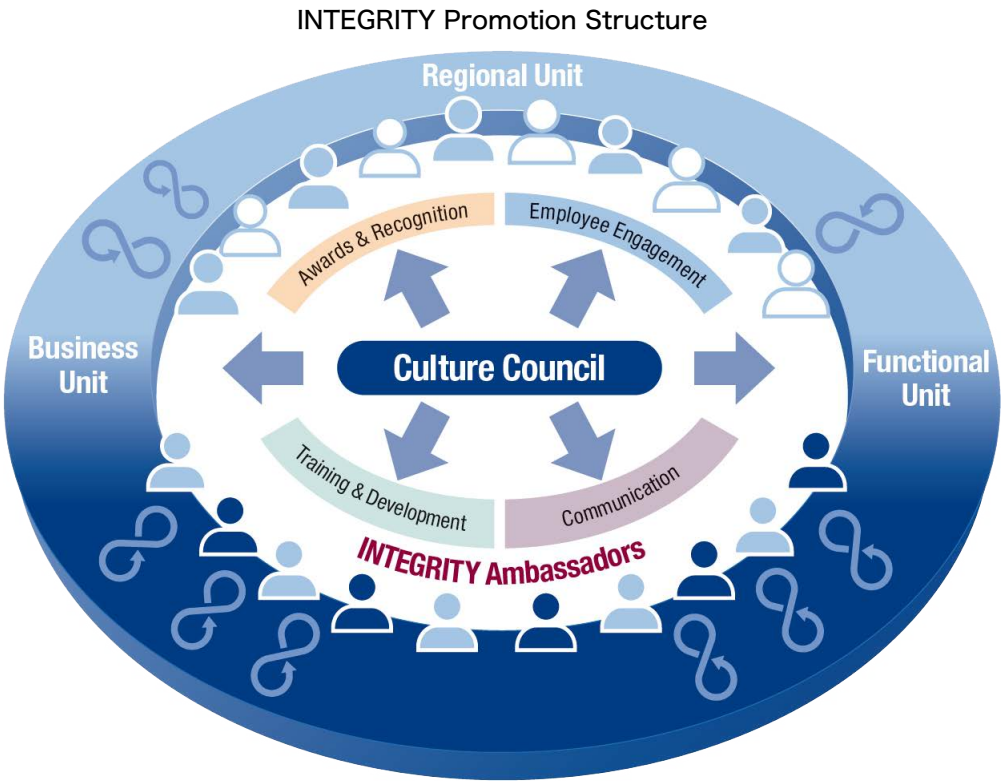 INTEGRITY Promotion Structure
Regional Unit
Awards & Recognition
Employee Engagement
Business
Unit
Culture Council
Functional
Unit
Training & Development
Communication
INTEGRITY Ambassadors